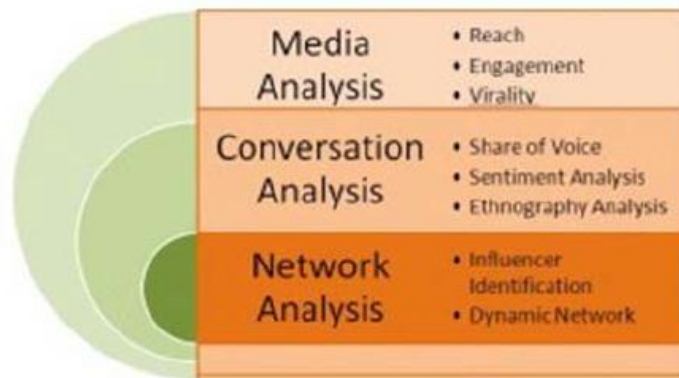 Media
Analysis
• Reach
• Engagement
• Virality
Conversation
Analysis
• Share of Voice
• Sentiment Analysis
• Ethnography Analysis
Network
Analysis
• Influencer
Identification
• Dynamic Network